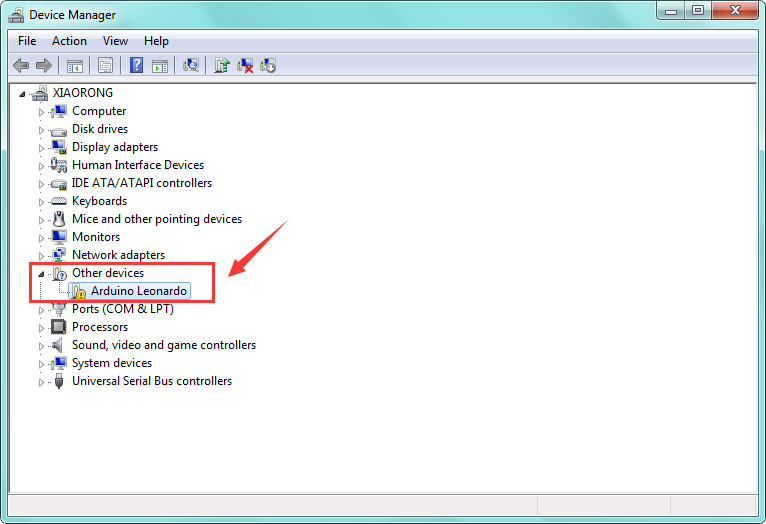 Device Manager
File Action View Help
XIAORONG
Computer
Disk drives
Display adapters
Human Interface Devices
IDE ATA/ATAPI controllers
Keyboards
Mice and other pointing devices
Monitors
Network adapters
Other devices
Arduino Leonardo
Ports (COM & LPT)
Processors
Sound, video and game controllers
System devices
Universal Serial Bus controllers